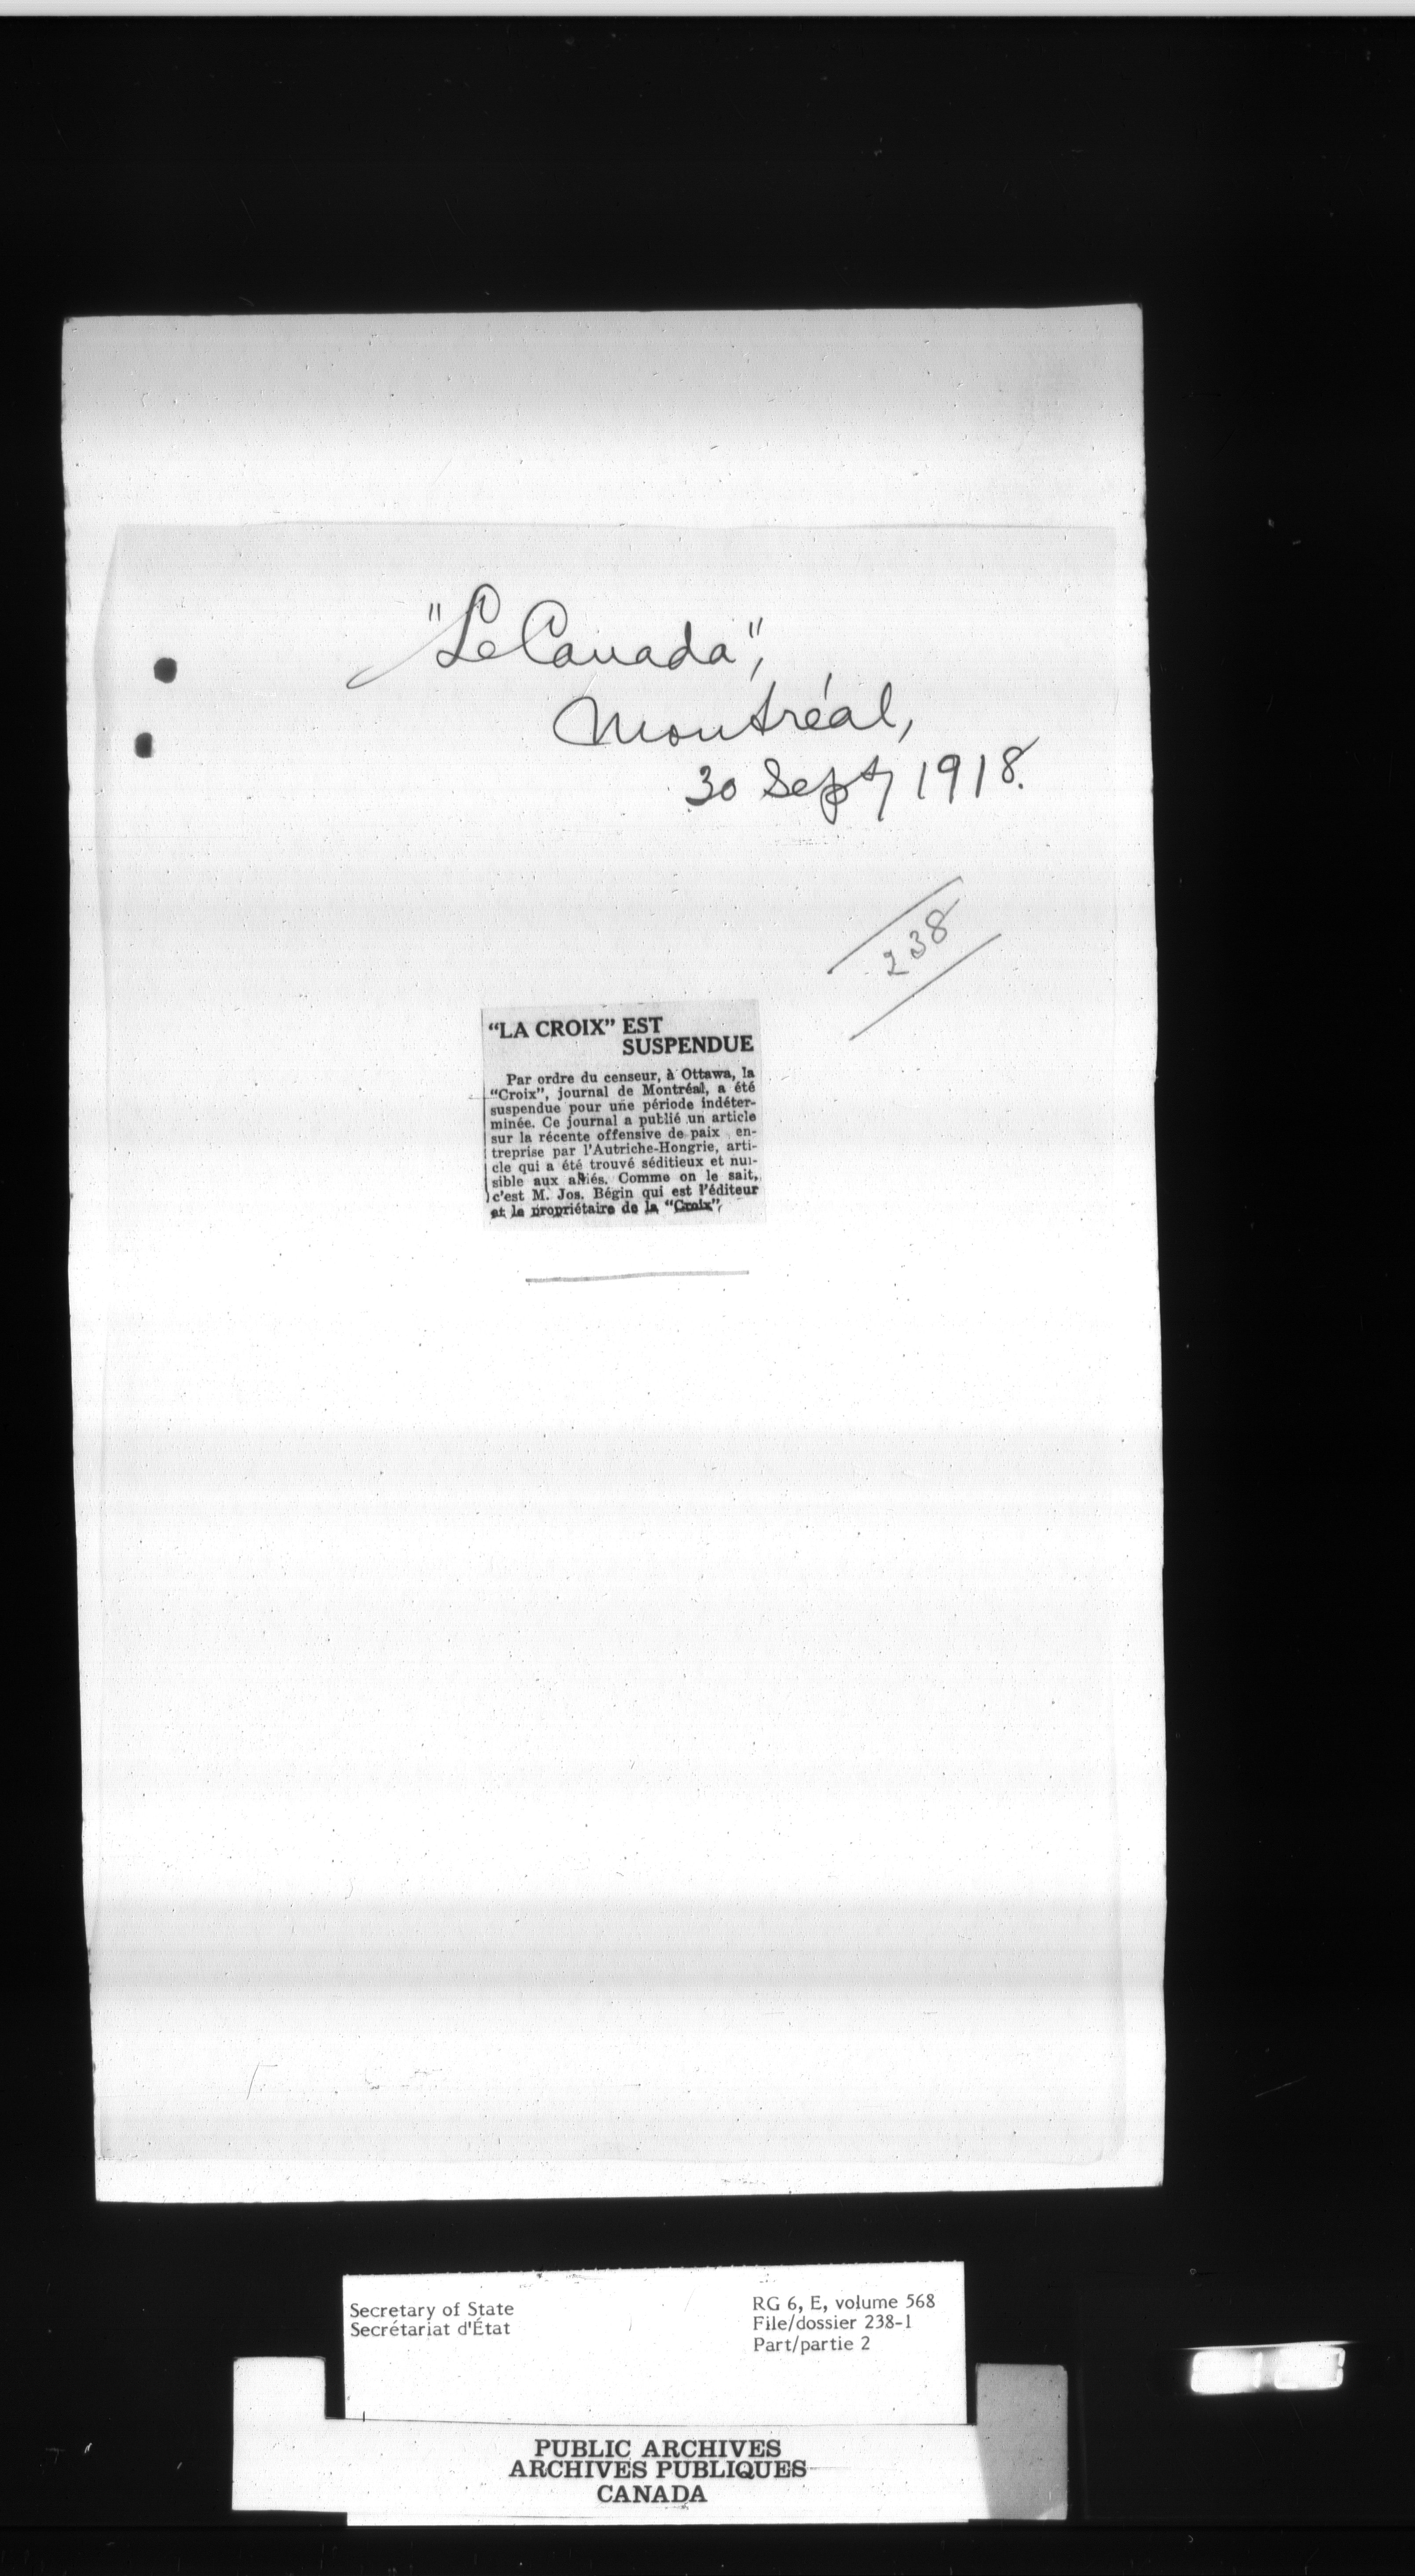 "Le Canada",
Montréal,
30 Sept, 1918.
238
“LA CROIX” EST
SUSPENDUE
Par ordre du censeur, à Ottawa, la
“Croix”, journal de Montréal, a été
suspendue pour une période indéter-
minée. Ce journal a publié un article
sur la récente offensive de paix en-
treprise par l'Autriche-Hongrie, arti-
cle qui a été trouvé séditieux et nui-
sible aux alliés. Comme on le sait,
c'est M. Jos. Bégin qui est l'éditeur
et le propriétaire de la “Croix”.
Secretary of State
Secrétariat d'État
RG 6, E, volume 568
File/dossier 238-1
Part/partie 2
PUBLIC ARCHIVES
ARCHIVES PUBLIQUES
CANADA